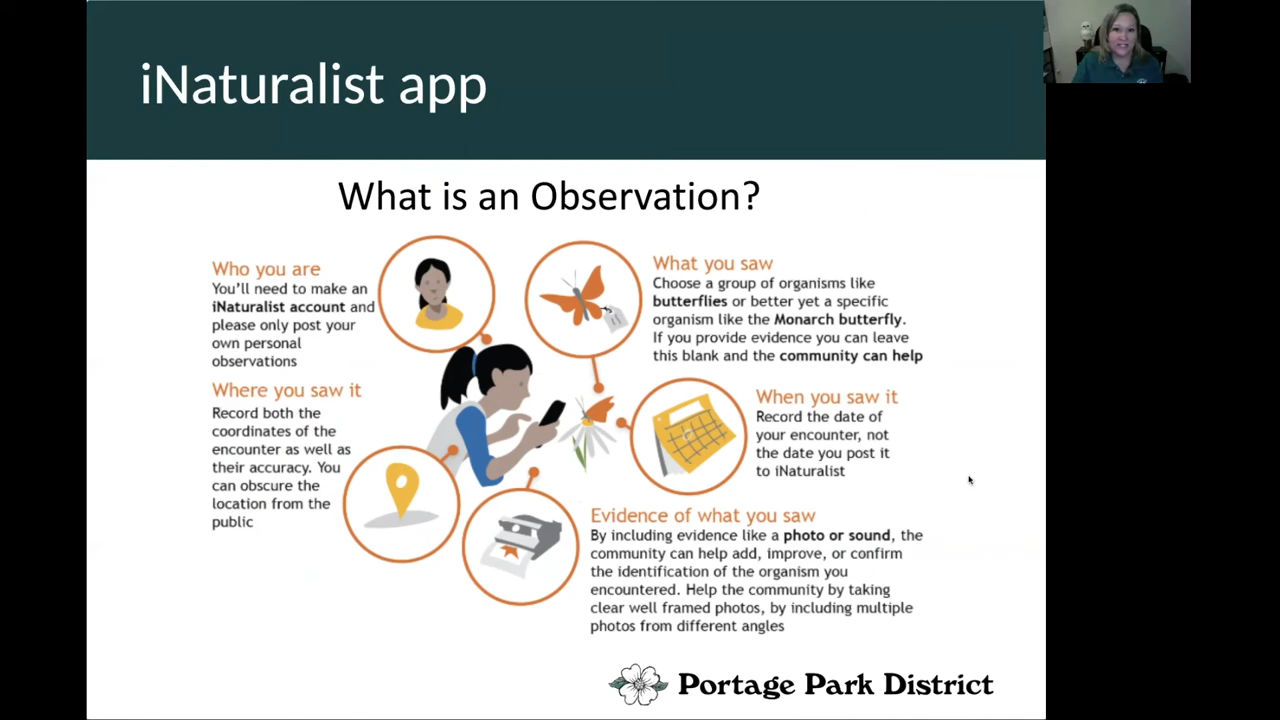 iNaturalist app
What is an Observation?
Who you are
You'll need to make an
iNaturalist account and
please only post your
own personal
observations
What you saw
Choose a group of organisms like
butterflies or better yet a specific
organism like the Monarch butterfly.
If you provide evidence you can leave
this blank and the community can help
Where you saw it
Record both the
coordinates of the
encounter as well as
their accuracy. You
can obscure the
location from the
public
When you saw it
Record the date of
your encounter, not
the date you post it
to iNaturalist
Evidence of what you saw
By including evidence like a photo or sound, the
community can help add, improve, or confirm
the identification of the organism you
encountered. Help the community by taking
clear well framed photos, by including multiple
photos from different angles
Portage Park District